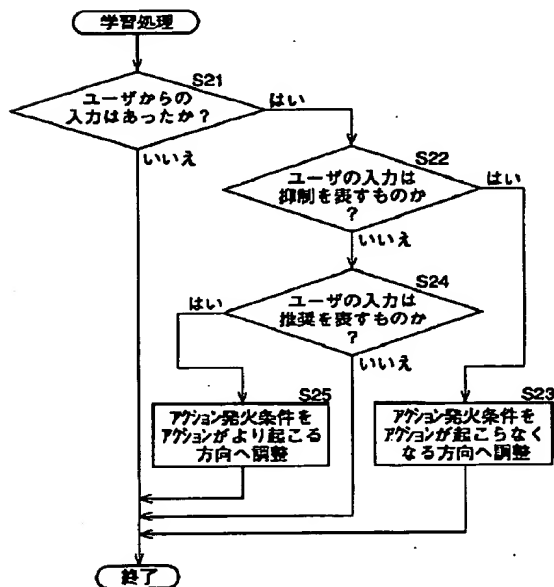 学習処理
S21
ユーザからの
入力はあったか?
はい
いいえ
S22
ユーザの入力は
抑制を表すものか
?
はい
いいえ
S24
ユーザの入力は
推奨を表すものか
?
はい
いいえ
S25
アクション発火条件を
アクションがより起こる
方向へ調整
S23
アクション発火条件を
アクションが起こらなく
なる方向へ調整
終了